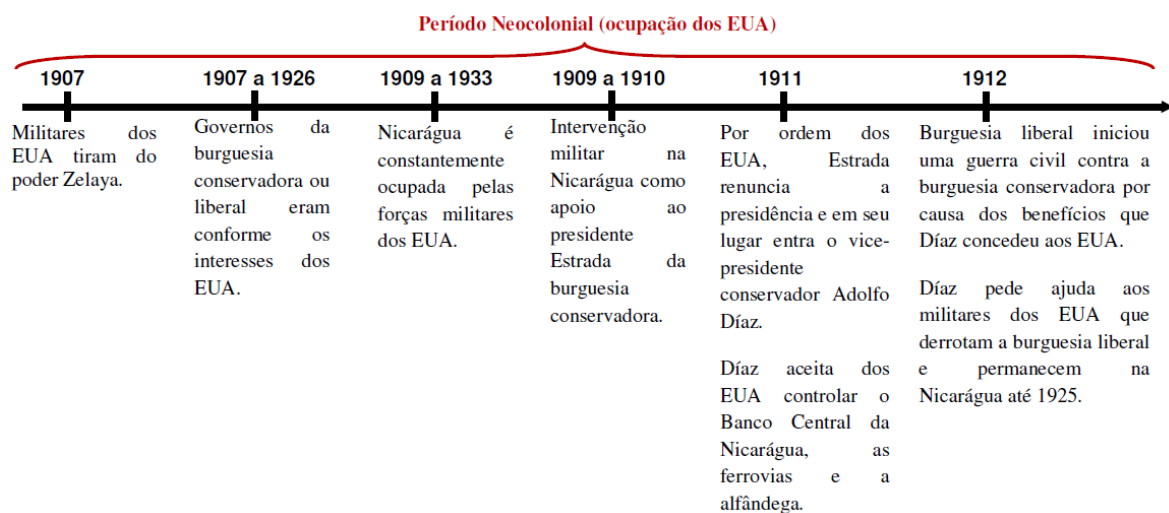 Período Neocolonial (ocupação dos EUA)
1907
Militares dos
EUA tiram do
poder Zelaya.
1907 a 1926
Governos da
burguesia
conservadora ou
liberal eram
conforme os
interesses dos
EUA.
1909 a 1933
Nicarágua é
constantemente
ocupada pelas
forças militares
dos EUA.
1909 a 1910
Intervenção
militar na
Nicarágua como
apoio ao
presidente
Estrada da
burguesia
conservadora.
1911
Por ordem dos
EUA, Estrada
renuncia a
presidência e em seu
lugar entra o vice-
presidente
conservador Adolfo
Díaz.
Díaz aceita dos
EUA controlar o
Banco Central da
Nicarágua, as
ferrovias e a
alfândega.
1912
Burguesia liberal iniciou
uma guerra civil contra a
burguesia conservadora por
causa dos benefícios que
Díaz concedeu aos EUA.
Díaz pede ajuda aos
militares dos EUA que
derrotam a burguesia liberal
e permanecem na
Nicarágua até 1925.